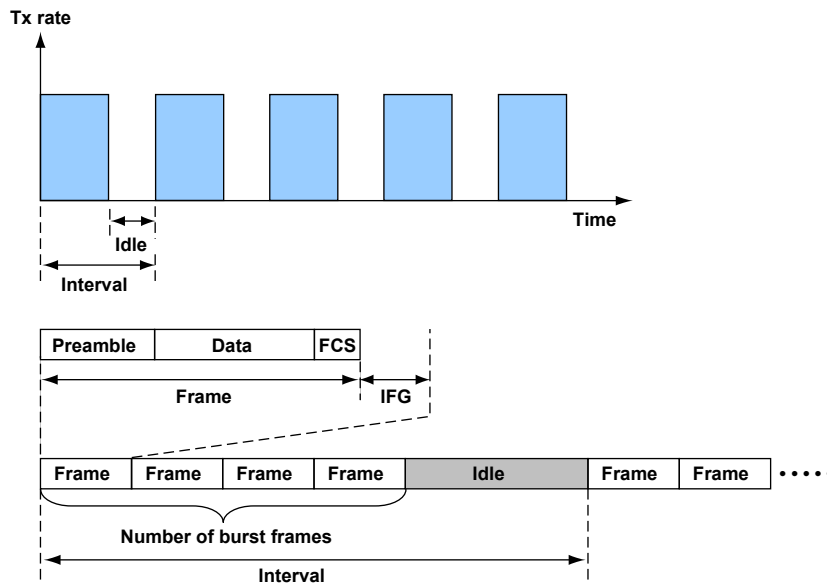 Tx rate
Time
Idle
Interval
Preamble Data FCS
Frame IFG
Frame Frame Frame Frame Idle Frame Frame
Number of burst frames
Interval